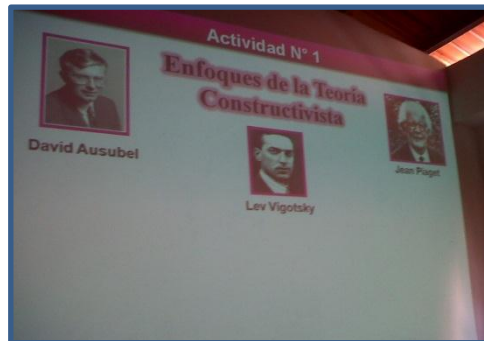 Actividad N° 1
Enfoques de la Teoría
Constructivista
David Ausubel
Lev Vigotsky
Jean Piaget